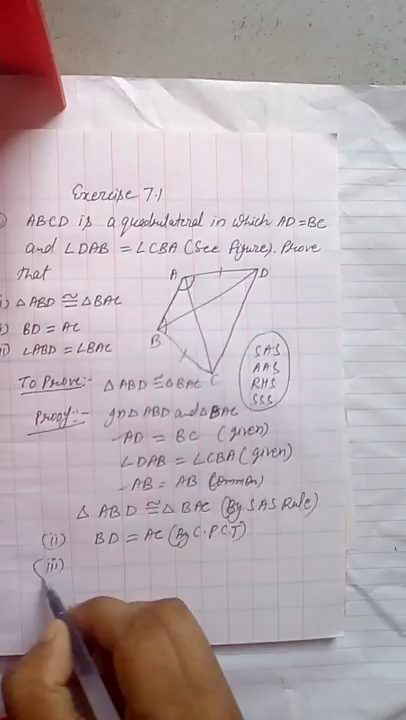 Exercise 7.1
ABCD is a quadrilateral in which AD = BC
and ∠DAB = ∠CBA (See figure). Prove
that
i) △ABD ≅ △BAC
i) BD = AC
ii) ∠ABD = ∠BAC
A
D
B
C
SAS
AAS
RHS
SSS
To Prove:- △ABD ≅ △BAC
Proof:- In △ABD and △BAC
AD = BC (given)
∠DAB = ∠CBA (given)
AB = AB (Common)
△ABD ≅ △BAC (By SAS Rule)
(ii) BD = AC (By C.P.C.T)
(iii)